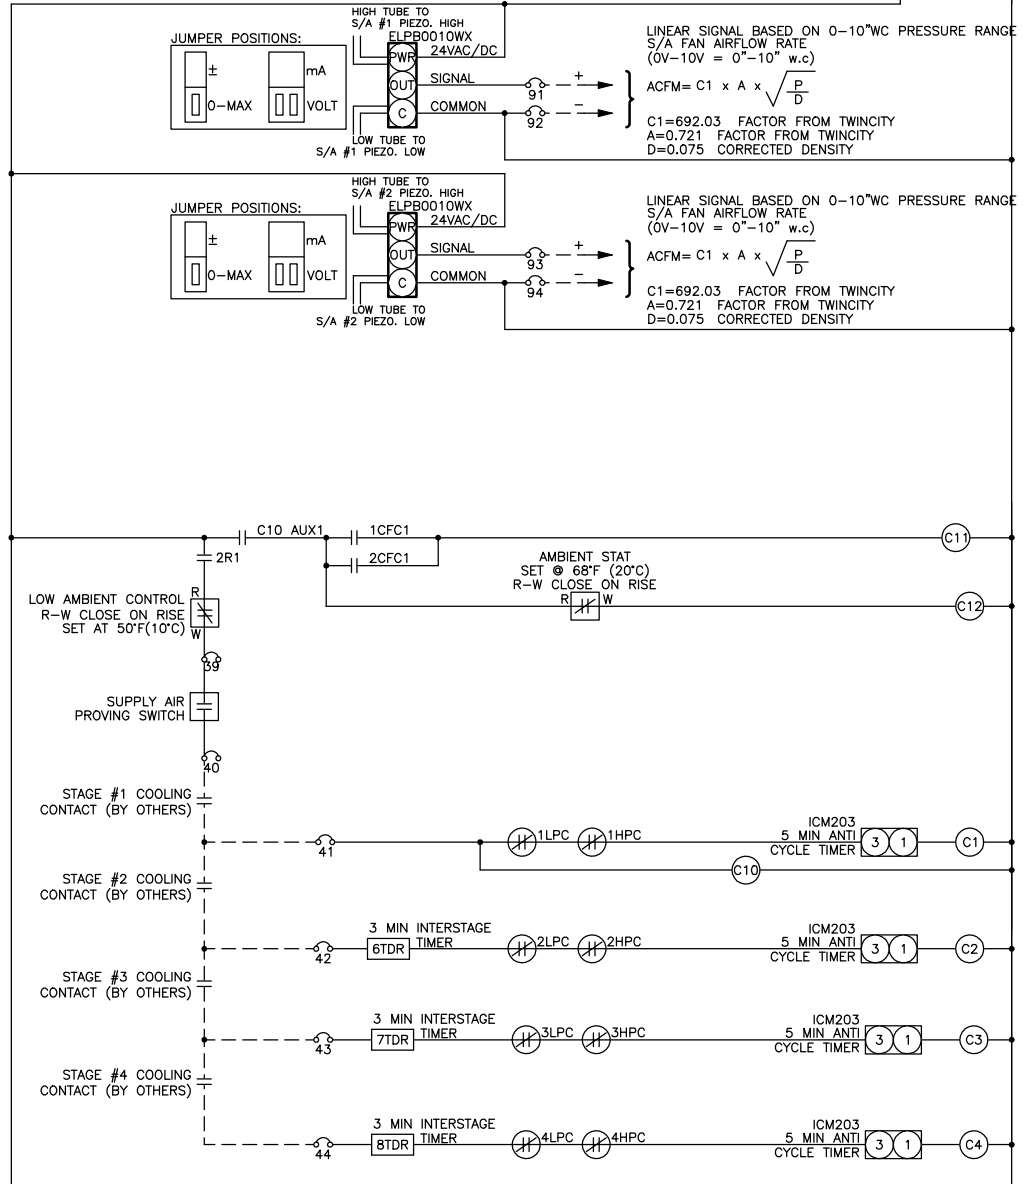 HIGH TUBE TO
S/A #1 PIEZO. HIGH
ELPB0010WX
JUMPER POSITIONS:
±
mA
0-MAX
VOLT
PWR
24VAC/DC
OUT
SIGNAL
C
COMMON
91
92
+
−
LOW TUBE TO
S/A #1 PIEZO. LOW
LINEAR SIGNAL BASED ON 0-10"WC PRESSURE RANGE
S/A FAN AIRFLOW RATE
(0V-10V = 0"-10" w.c)
ACFM= C1 x A x √ P
D
C1=692.03 FACTOR FROM TWINCITY
A=0.721 FACTOR FROM TWINCITY
D=0.075 CORRECTED DENSITY
HIGH TUBE TO
S/A #2 PIEZO. HIGH
ELPB0010WX
JUMPER POSITIONS:
±
mA
0-MAX
VOLT
PWR
24VAC/DC
OUT
SIGNAL
C
COMMON
93
94
+
−
LOW TUBE TO
S/A #2 PIEZO. LOW
LINEAR SIGNAL BASED ON 0-10"WC PRESSURE RANGE
S/A FAN AIRFLOW RATE
(0V-10V = 0"-10" w.c)
ACFM= C1 x A x √ P
D
C1=692.03 FACTOR FROM TWINCITY
A=0.721 FACTOR FROM TWINCITY
D=0.075 CORRECTED DENSITY
C10 AUX1
1CFC1
C11
2R1
2CFC1
AMBIENT STAT
SET @ 68°F (20°C)
R-W CLOSE ON RISE
R
W
C12
LOW AMBIENT CONTROL
R-W CLOSE ON RISE
SET AT 50°F(10°C)
R
W
39
SUPPLY AIR
PROVING SWITCH
40
STAGE #1 COOLING
CONTACT (BY OTHERS)
41
1LPC
1HPC
ICM203
5 MIN ANTI
CYCLE TIMER
3
1
C1
C10
STAGE #2 COOLING
CONTACT (BY OTHERS)
42
3 MIN INTERSTAGE
TIMER
6TDR
2LPC
2HPC
ICM203
5 MIN ANTI
CYCLE TIMER
3
1
C2
STAGE #3 COOLING
CONTACT (BY OTHERS)
43
3 MIN INTERSTAGE
TIMER
7TDR
3LPC
3HPC
ICM203
5 MIN ANTI
CYCLE TIMER
3
1
C3
STAGE #4 COOLING
CONTACT (BY OTHERS)
44
3 MIN INTERSTAGE
TIMER
8TDR
4LPC
4HPC
ICM203
5 MIN ANTI
CYCLE TIMER
3
1
C4